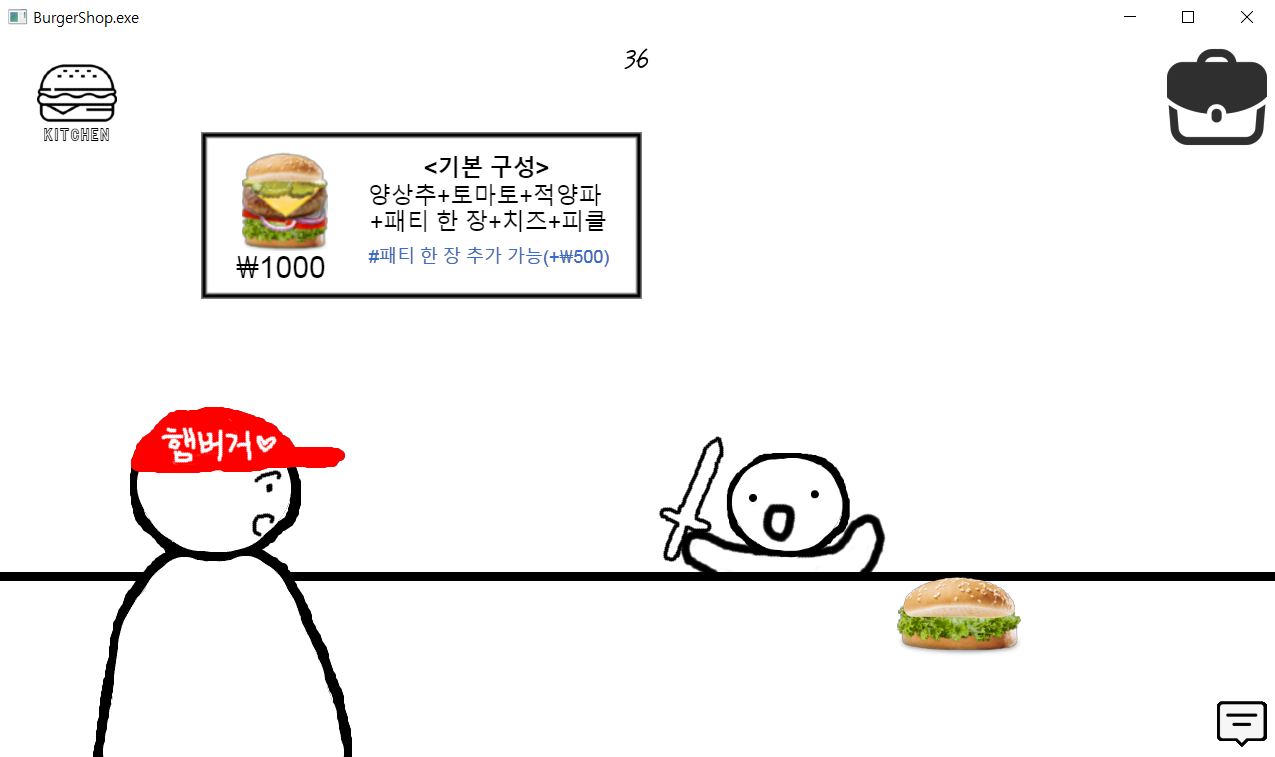 BurgerShop.exe
36
KITCHEN
<기본 구성>
양상추+토마토+적양파
+패티 한 장+치즈+피클
#패티 한 장 추가 가능(+₩500)
₩1000
햄버거♡